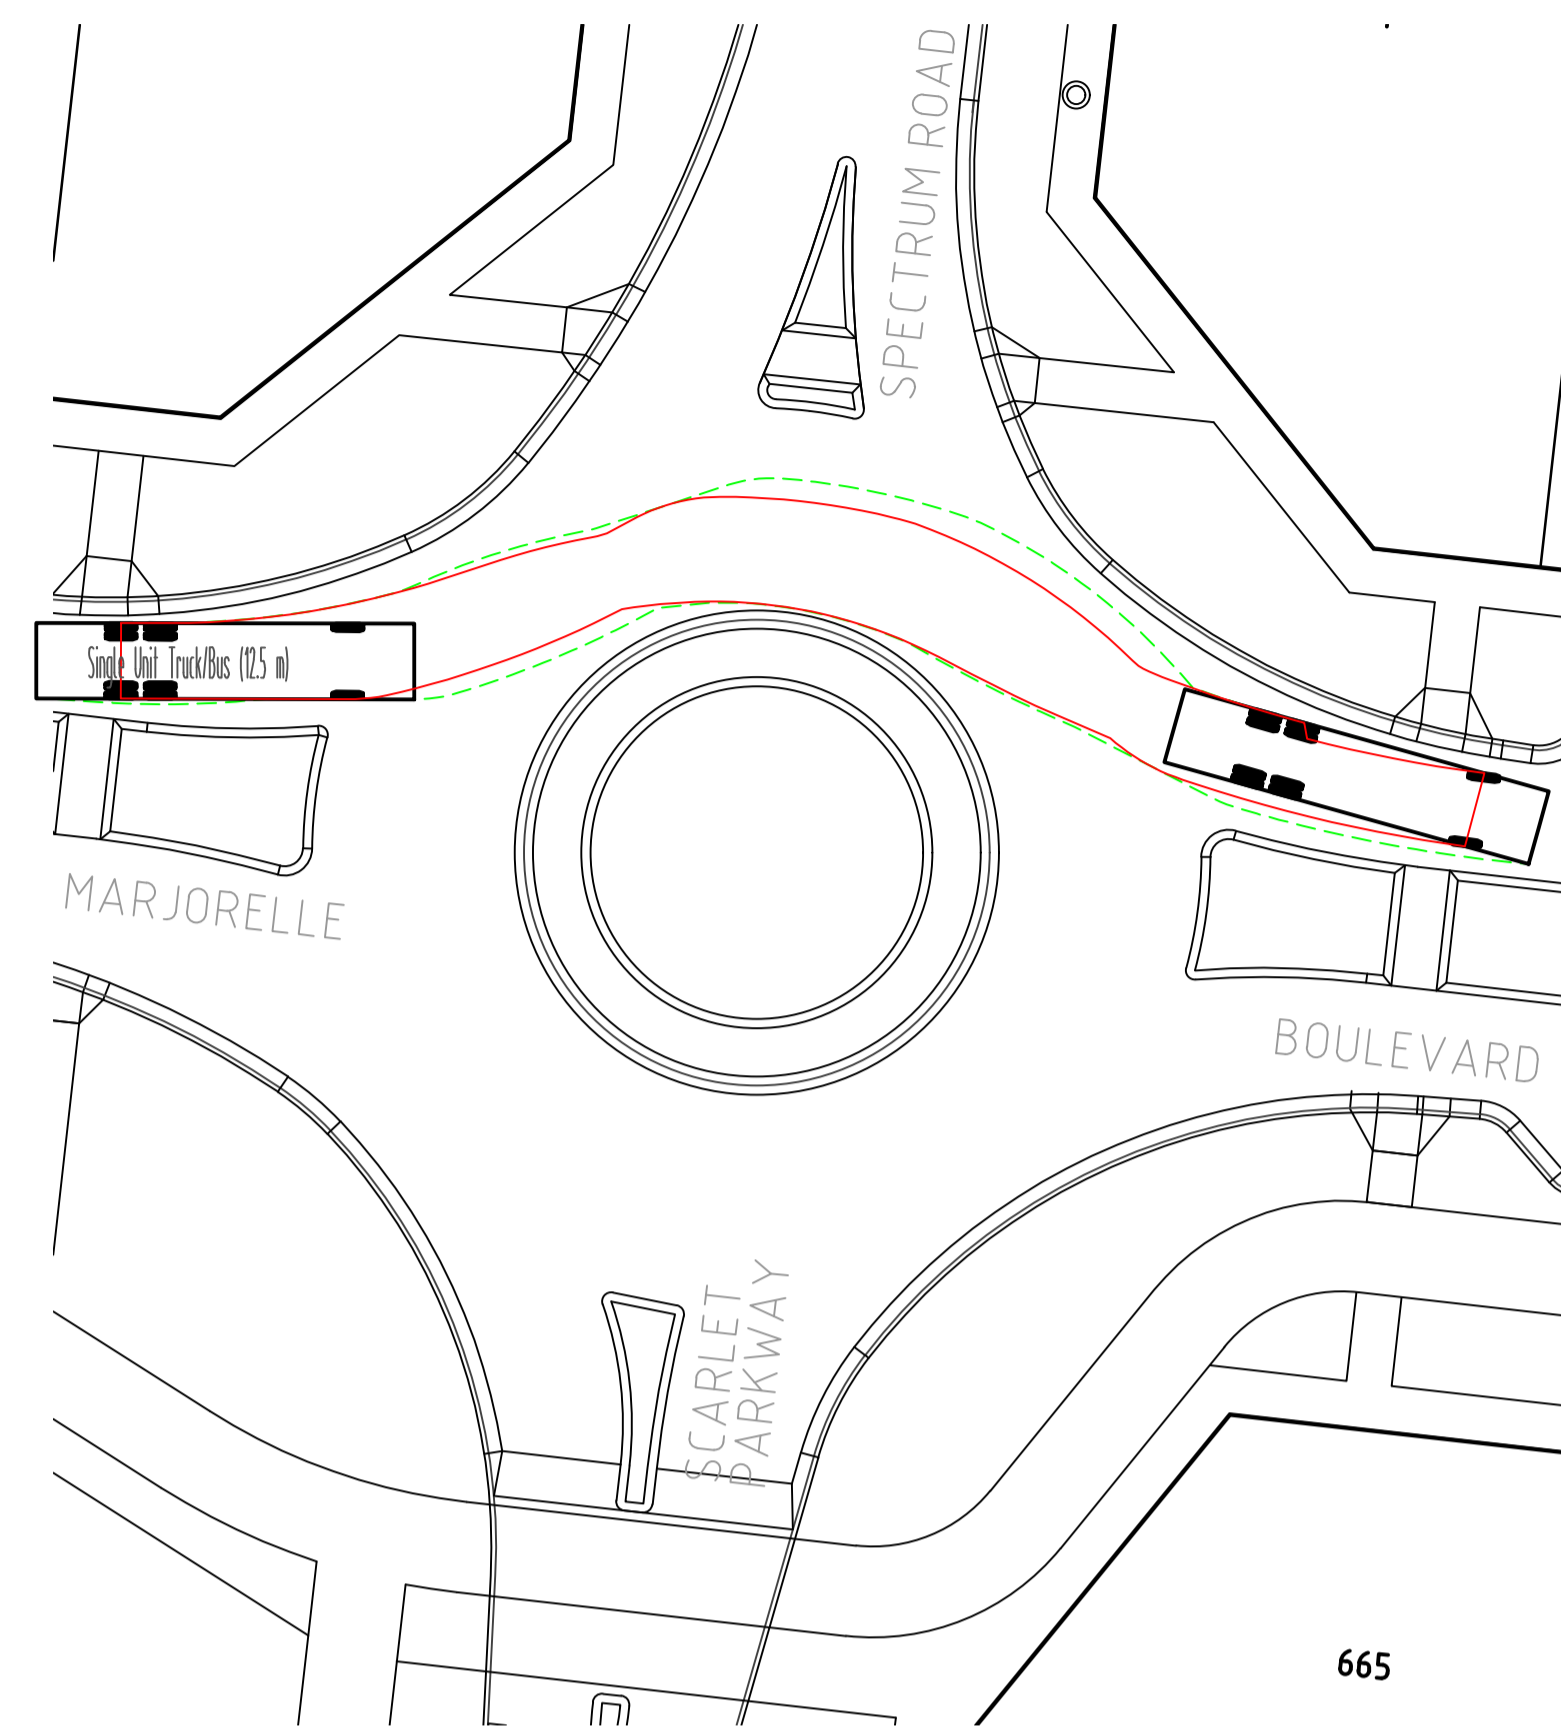 SPECTRUM ROAD
Single Unit Truck/Bus (12.5 m)
MARJORELLE
BOULEVARD
SCARLET
PARKWAY
665